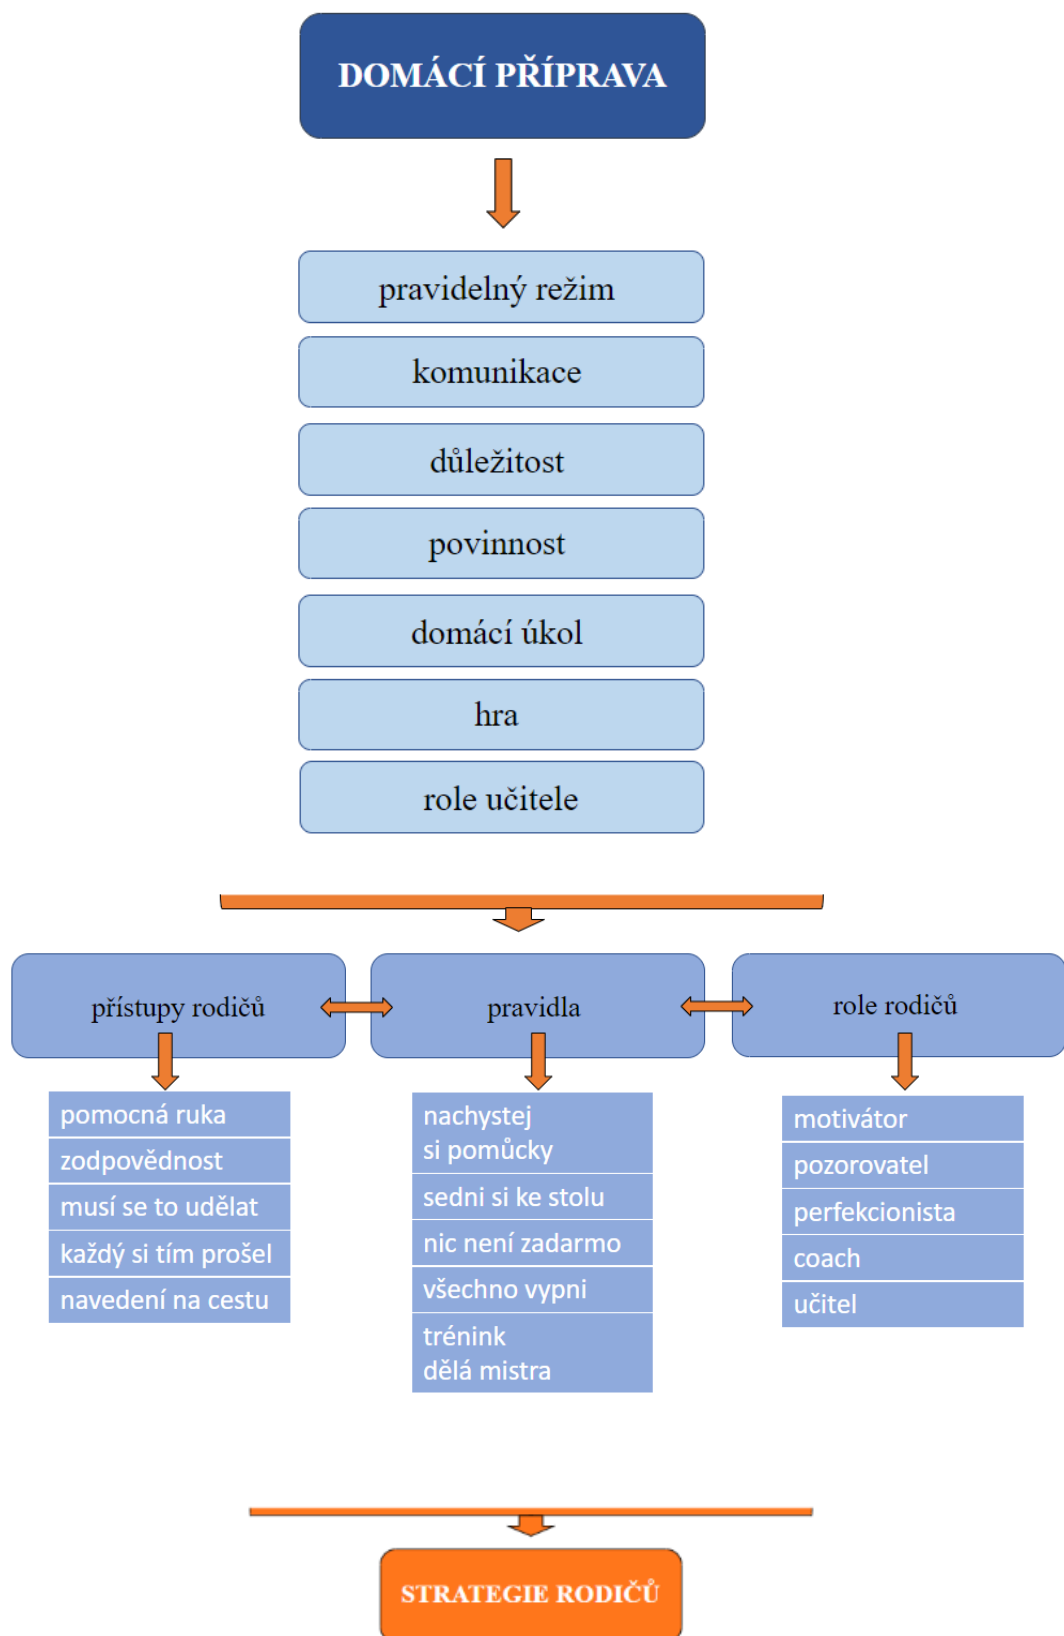 DOMÁCÍ PŘÍPRAVA
pravidelný režim
komunikace
důležitost
povinnost
domácí úkol
hra
role učitele
přístupy rodičů
pravidla
role rodičů
pomocná ruka
zodpovědnost
musí se to udělat
každý si tím prošel
navedení na cestu
nachystej
si pomůcky
sedni si ke stolu
nic není zadarmo
všechno vypni
trénink
dělá mistra
motivátor
pozorovatel
perfekcionista
coach
učitel
STRATEGIE RODIČŮ